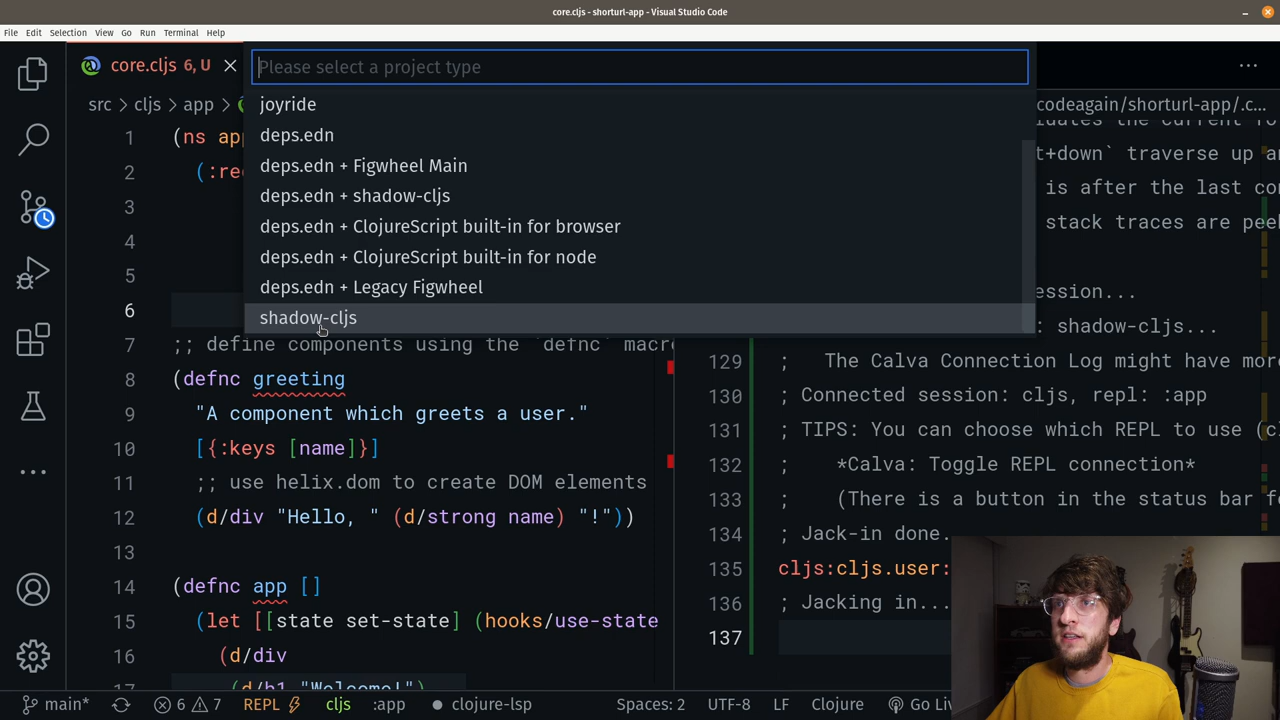 core.cljs - shorturl-app - Visual Studio Code
File Edit Selection View Go Run Terminal Help
core.cljs 6, U
Please select a project type
src > cljs > app >
codeagain/shorturl-app/.c...
joyride
deps.edn
deps.edn + Figwheel Main
deps.edn + shadow-cljs
deps.edn + ClojureScript built-in for browser
deps.edn + ClojureScript built-in for node
deps.edn + Legacy Figwheel
shadow-cljs
1 (ns app
2 (:req
3
4
5
6
7 ;; define components using the `defnc` macro
8 (defnc greeting
9 "A component which greets a user."
10 [{:keys [name]}]
11 ;; use helix.dom to create DOM elements
12 (d/div "Hello, " (d/strong name) "!"))
13
14 (defnc app []
15 (let [[state set-state] (hooks/use-state
16 (d/div
17 (d/h1 "Welcome!")
t+down` traverse up a
is after the last co
stack traces are pee
ession...
: shadow-cljs...
129 ; The Calva Connection Log might have mor
130 ; Connected session: cljs, repl: :app
131 ; TIPS: You can choose which REPL to use (c
132 ; *Calva: Toggle REPL connection*
133 ; (There is a button in the status bar fo
134 ; Jack-in done.
135 cljs:cljs.user:
136 ; Jacking in...
137
main* 6 7 REPL cljs :app clojure-lsp Spaces: 2 UTF-8 LF Clojure Go Liv